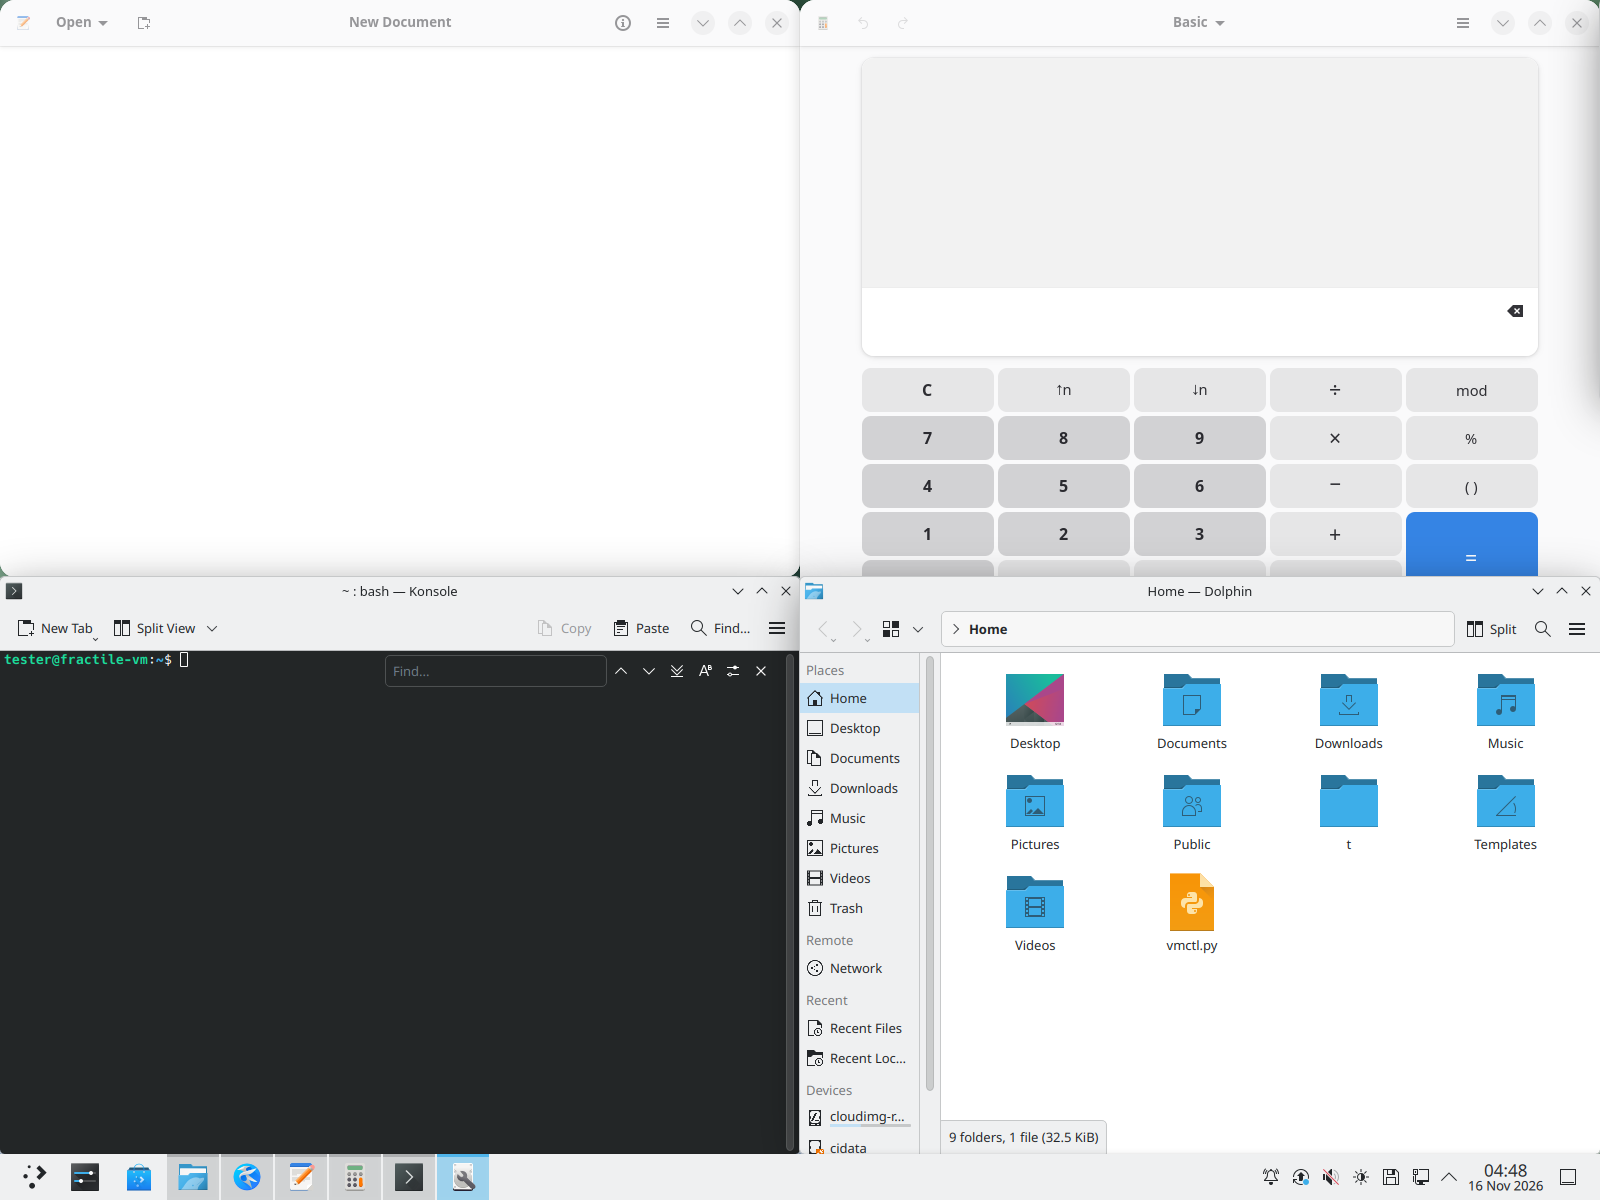 Open
New Document
Basic
C
↑n
↓n
÷
mod
7
8
9
×
%
4
5
6
−
( )
1
2
3
+
=
~ : bash — Konsole
New Tab
Split View
Copy
Paste
Find...
tester@fractile-vm:~$
Find...
Home — Dolphin
Home
Split
Places
Home
Desktop
Documents
Downloads
Music
Pictures
Videos
Trash
Remote
Network
Recent
Recent Files
Recent Loc...
Devices
cloudimg-r...
cidata
Desktop
Documents
Downloads
Music
Pictures
Public
t
Templates
Videos
vmctl.py
9 folders, 1 file (32.5 KiB)
04:48
16 Nov 2026